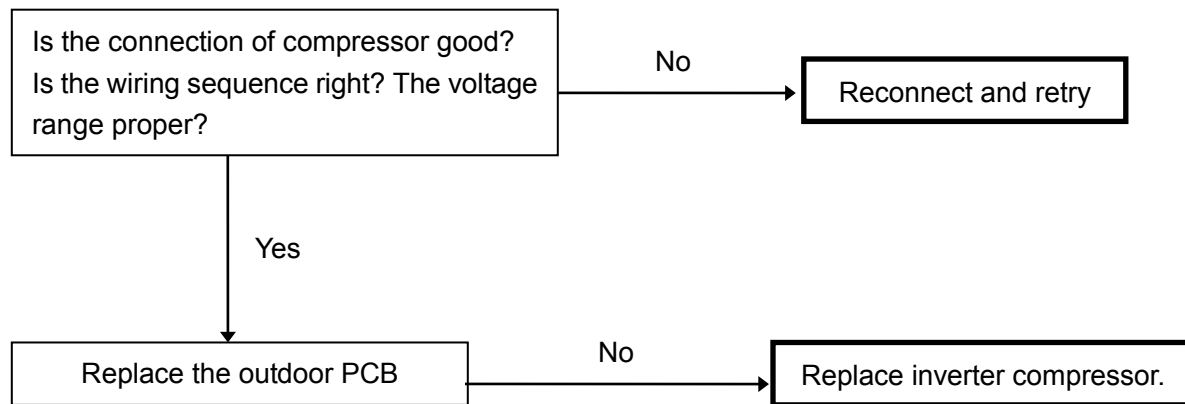 Is the connection of compressor good?
Is the wiring sequence right? The voltage
range proper?
No
Reconnect and retry
Yes
Replace the outdoor PCB
No
Replace inverter compressor.